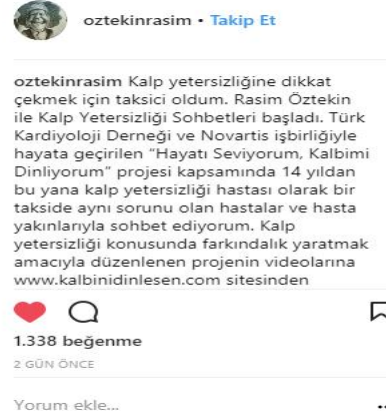 oztekinrasim • Takip Et
oztekinrasim Kalp yetersizliğine dikkat
çekmek için taksici oldum. Rasim Öztekin
ile Kalp Yetersizliği Sohbetleri başladı. Türk
Kardiyoloji Derneği ve Novartis işbirliğiyle
hayata geçirilen "Hayatı Seviyorum, Kalbimi
Dinliyorum" projesi kapsamında 14 yıldan
bu yana kalp yetersizliği hastası olarak bir
takside aynı sorunu olan hastalar ve hasta
yakınlarıyla sohbet ediyorum. Kalp
yetersizliği konusunda farkındalık yaratmak
amacıyla düzenlenen projenin videolarına
www.kalbinidinlesen.com sitesinden
1.338 beğenme
2 GÜN ÖNCE
Yorum ekle...